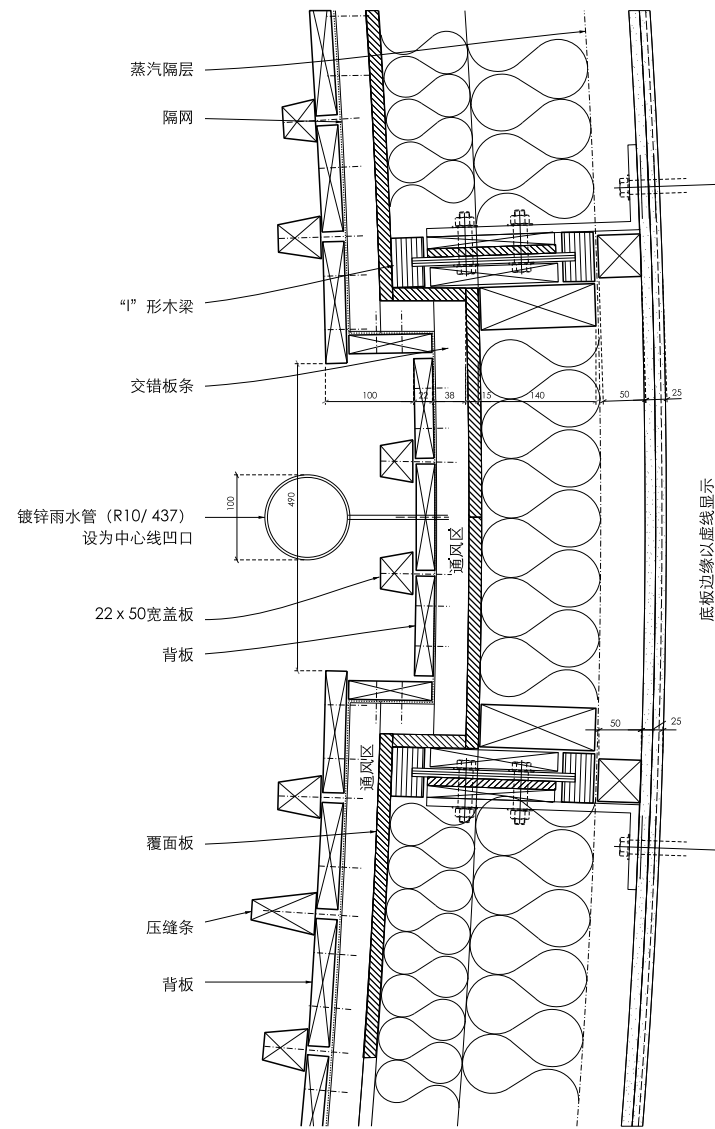 蒸汽隔层
隔网
“I” 形木梁
交错板条
100
22
38
15
140
50
25
100
490
镀锌雨水管（R10/ 437）
设为中心线凹口
通风区
底板边缘以虚线显示
22 x 50宽盖板
背板
50
25
通风区
覆面板
压缝条
背板